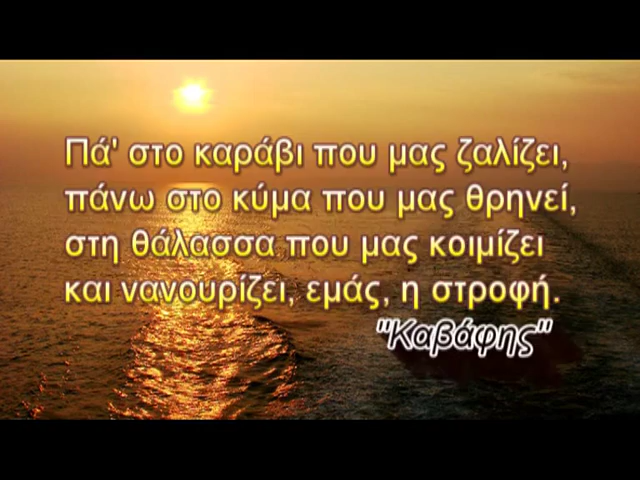 Πά' στο καράβι που μας ζαλίζει,
πάνω στο κύμα που μας θρηνεί,
στη θάλασσα που μας κοιμίζει
και νανουρίζει, εμάς, η στροφή.
"Καβάφης"